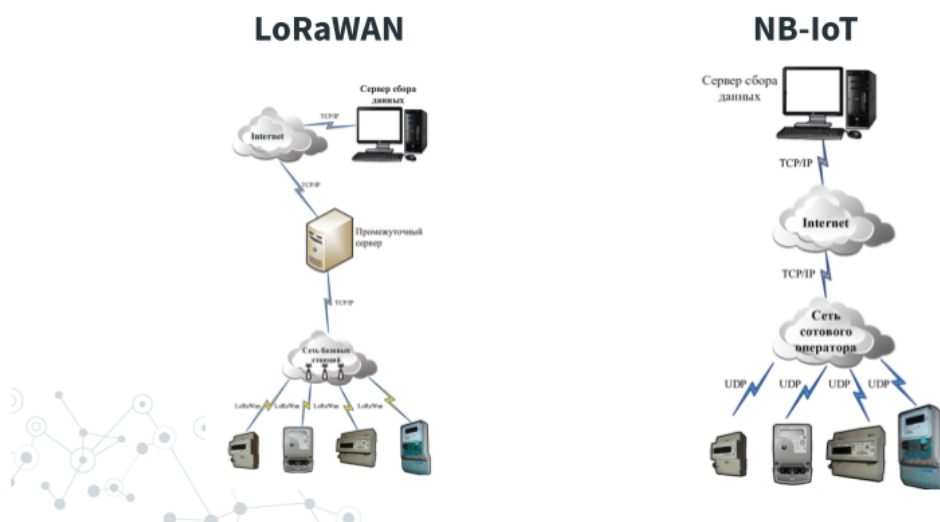 LoRaWAN
Сервер сбора
данных
TCP/IP
Internet
TCP/IP
Промежуточный
сервер
TCP/IP
Сеть базовых
станций
LoRaWan LoRaWan LoRaWan LoRaWan
NB-IoT
Сервер сбора
данных
TCP/IP
Internet
TCP/IP
Сеть
сотового
оператора
UDP UDP UDP UDP